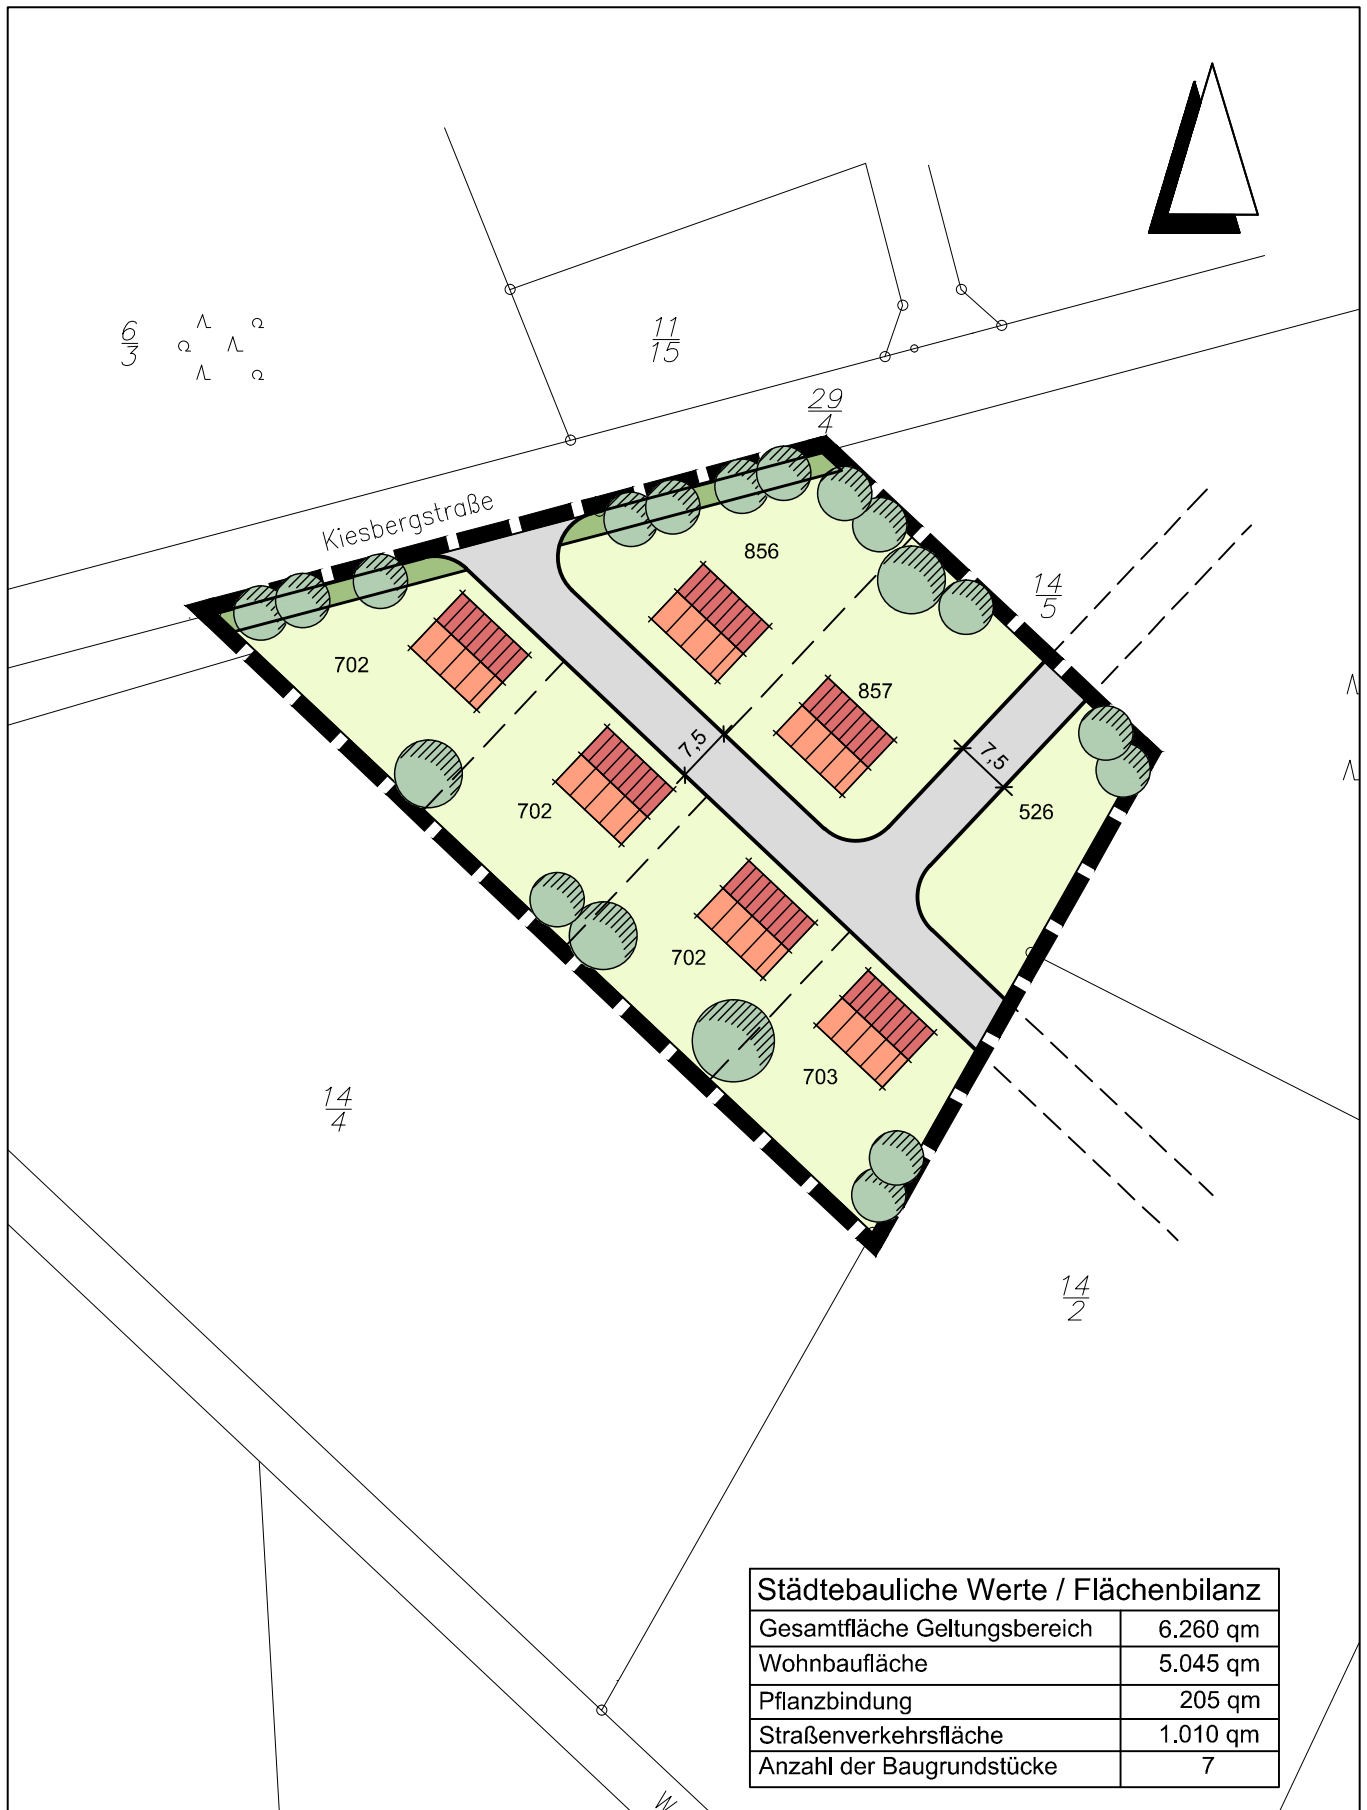 6
3
11
15
29
4
Kiesbergstraße
856
14
5
702
857
7,5
7,5
702
526
702
703
14
4
14
2
Städtebauliche Werte / Flächenbilanz
Gesamtfläche Geltungsbereich 6.260 qm
Wohnbaufläche 5.045 qm
Pflanzbindung 205 qm
Straßenverkehrsfläche 1.010 qm
Anzahl der Baugrundstücke 7
W